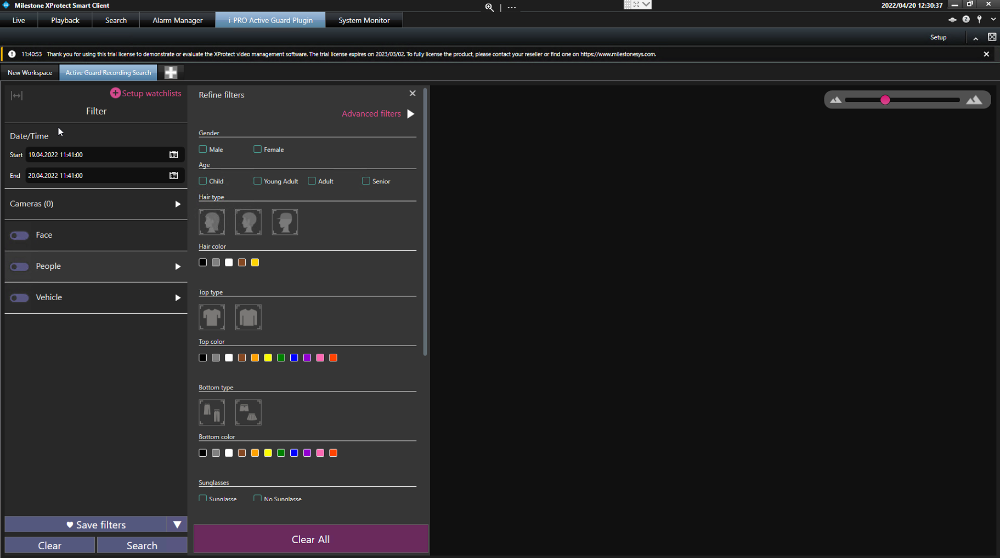 Milestone XProtect Smart Client
2022/04/20 12:30:37
Live
Playback
Search
Alarm Manager
i-PRO Active Guard Plugin
System Monitor
Setup
11:40:53 Thank you for using this trial license to demonstrate or evaluate the XProtect video management software. The trial license expires on 2023/03/02. To fully license the product, please contact your reseller or find one on https://www.milestonesys.com.
New Workspace
Active Guard Recording Search
Setup watchlists
Filter
Date/Time
Start 19.04.2022 11:41:00
End 20.04.2022 11:41:00
Cameras (0)
Face
People
Vehicle
Save filters
Clear
Search
Refine filters
Advanced filters
Gender
Male Female
Age
Child Young Adult Adult Senior
Hair type
Hair color
Top type
Top color
Bottom type
Bottom color
Sunglasses
Sunglasse No Sunglasse
Clear All